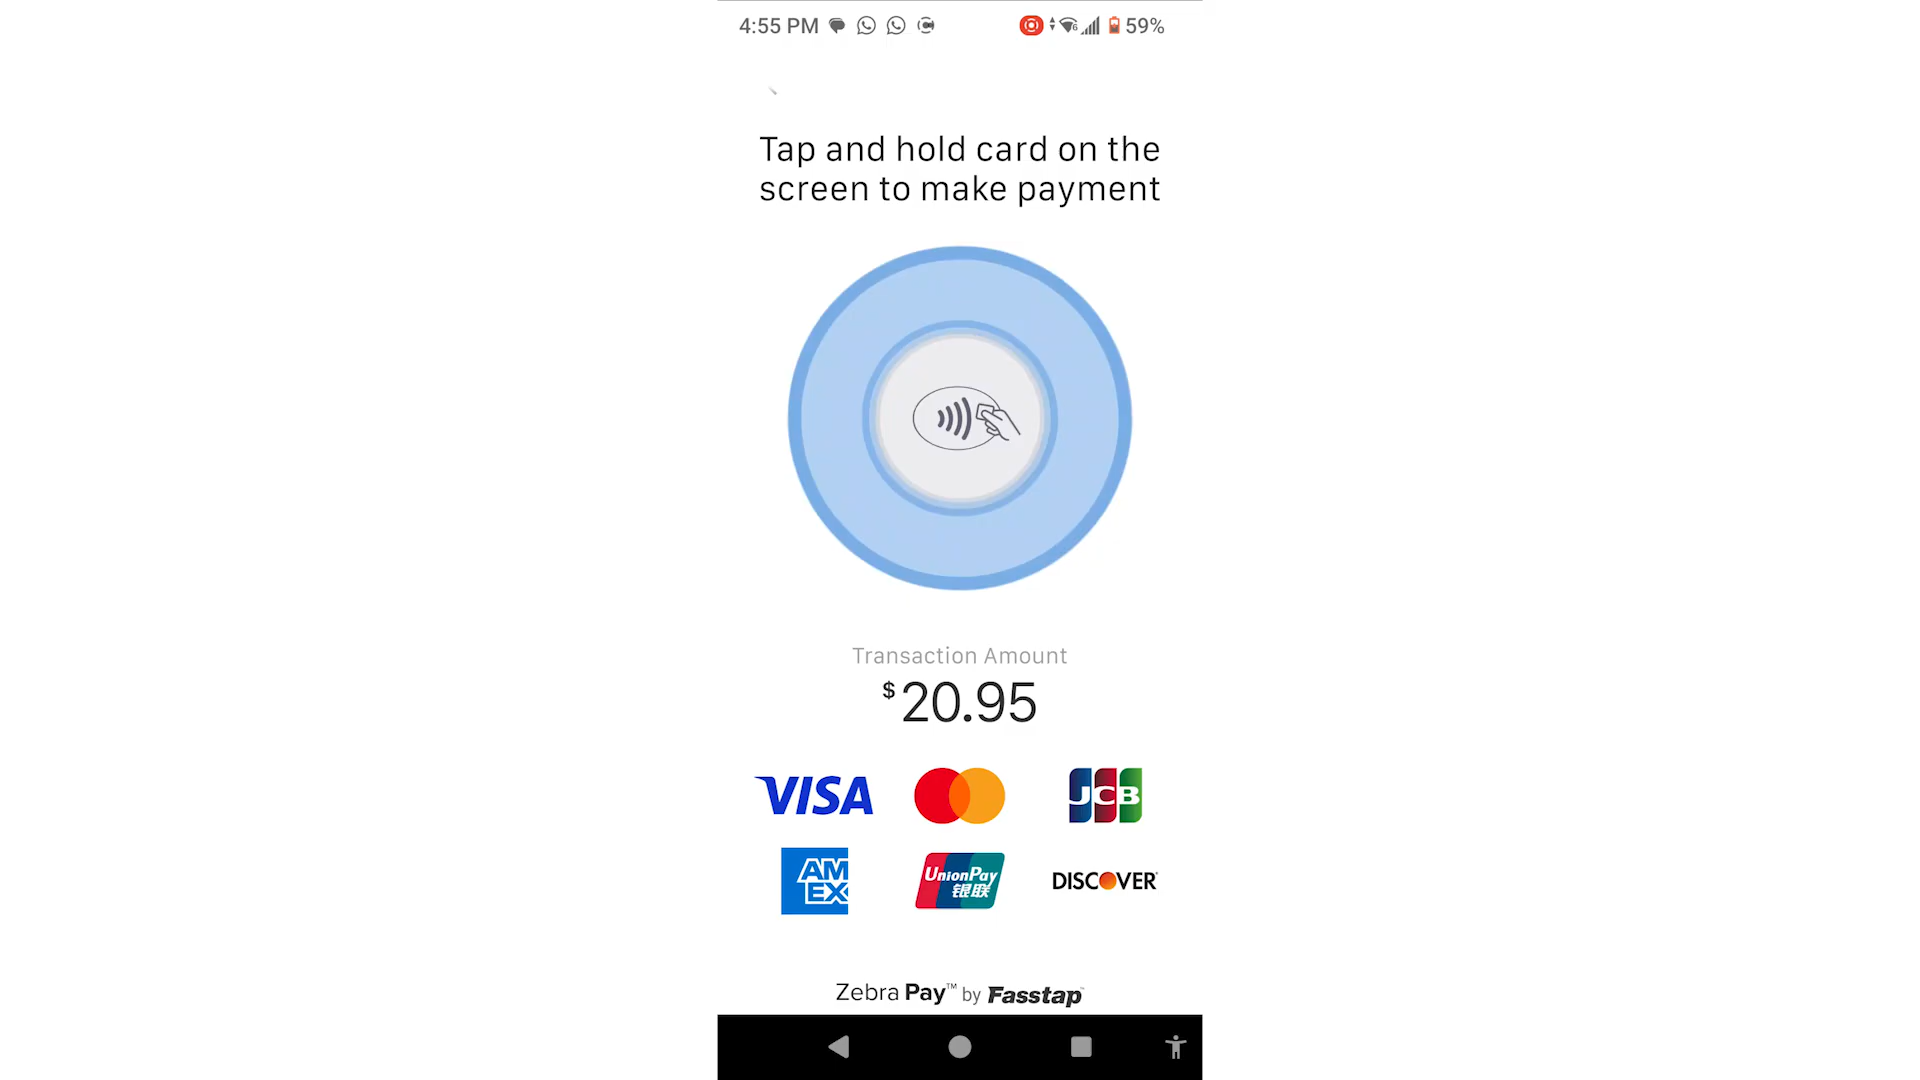 4:55 PM
59%
Tap and hold card on the
screen to make payment
Transaction Amount
$20.95
VISA
JCB
AM
EX
UnionPay
银联
DISCOVER
Zebra Pay™ by Fasstap™